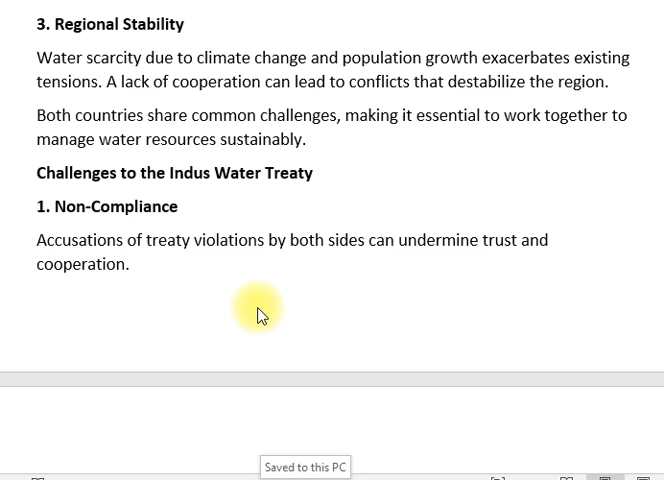 3. Regional Stability
Water scarcity due to climate change and population growth exacerbates existing
tensions. A lack of cooperation can lead to conflicts that destabilize the region.
Both countries share common challenges, making it essential to work together to
manage water resources sustainably.
Challenges to the Indus Water Treaty
1. Non-Compliance
Accusations of treaty violations by both sides can undermine trust and
cooperation.
Saved to this PC